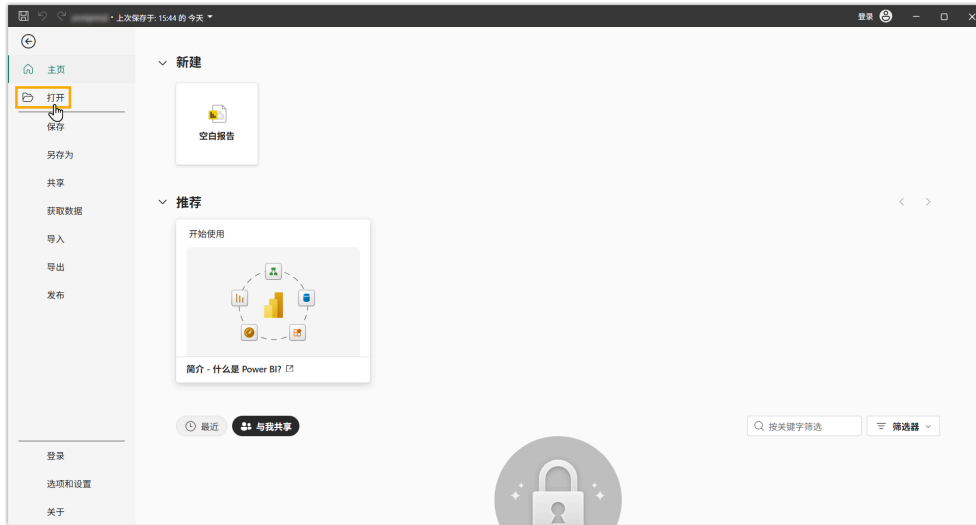 • 上次保存于: 15:44 的 今天
登录
主页
打开
保存
另存为
共享
获取数据
导入
导出
发布
登录
选项和设置
关于
新建
空白报告
推荐
开始使用
简介 - 什么是 Power BI?
最近
与我共享
按关键字筛选
筛选器